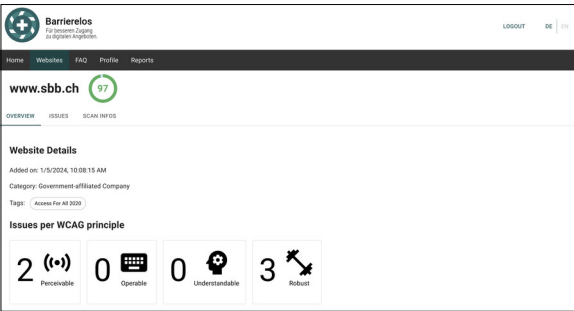 Barrierelos
Für besseren Zugang
zu digitalen Angeboten.
LOGOUT DE EN
Home Websites FAQ Profile Reports
www.sbb.ch 97
OVERVIEW ISSUES SCAN INFOS
Website Details
Added on: 1/5/2024, 10:08:15 AM
Category: Government-affiliated Company
Tags: Access For All 2020
Issues per WCAG principle
2 Perceivable 0 Operable 0 Understandable 3 Robust